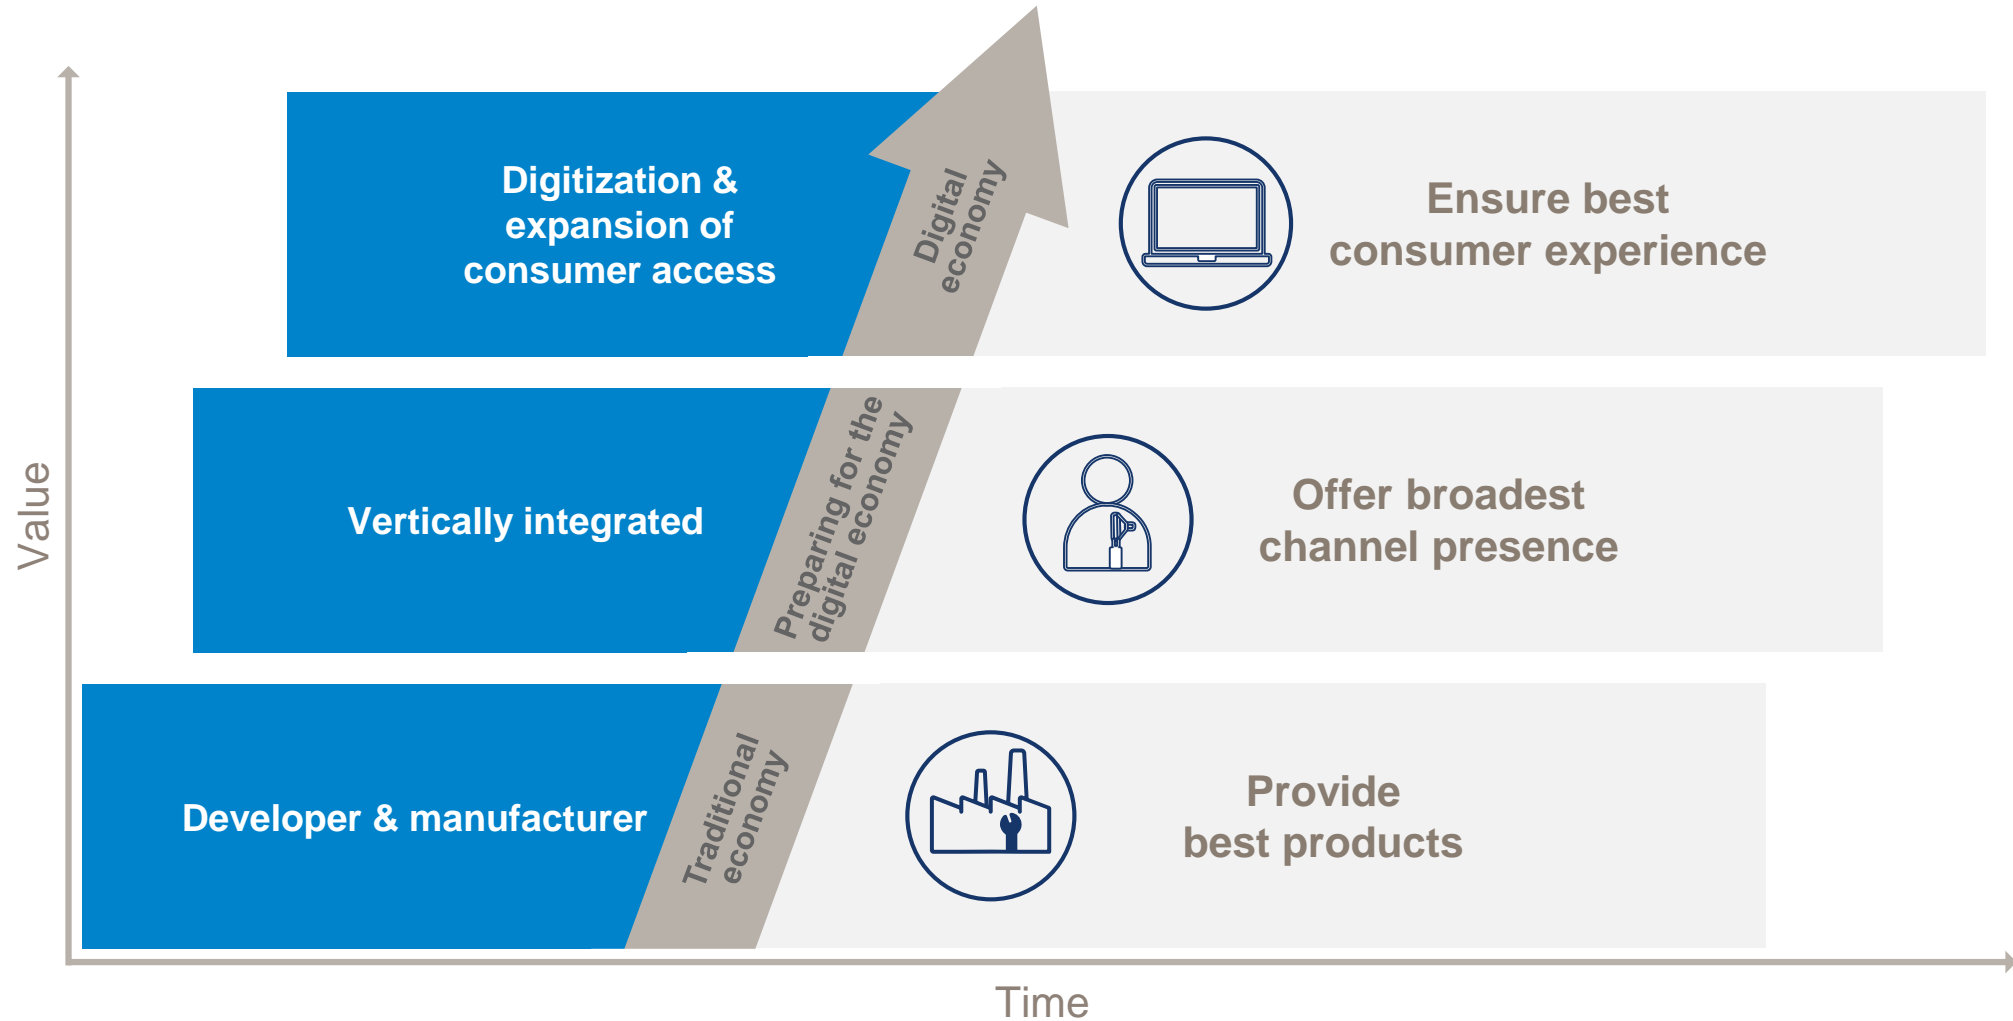 Digitization &
expansion of
consumer access
Digital
economy
Ensure best
consumer experience
Vertically integrated
Preparing for the
digital economy
Offer broadest
channel presence
Developer & manufacturer
Traditional
economy
Provide
best products
Value
Time